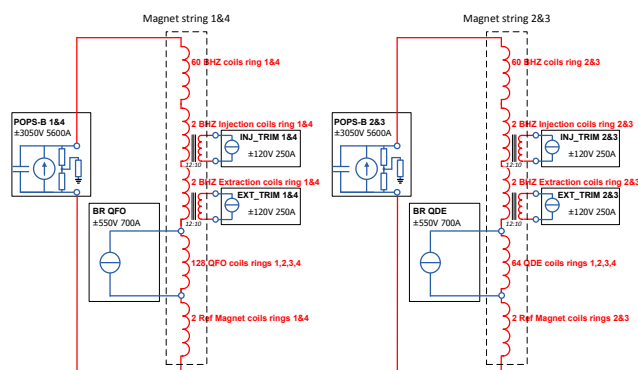 Magnet string 1&4
60 BHZ coils ring 1&4
POPS-B 1&4
±3050V 5600A
2 BHZ Injection coils ring 1&4
INJ_TRIM 1&4
±120V 250A
12:10
2 BHZ Extraction coils ring 1&4
EXT_TRIM 1&4
±120V 250A
12:10
BR QFO
±550V 700A
128 QFO coils rings 1,2,3,4
2 Ref Magnet coils rings 1&4
Magnet string 2&3
60 BHZ coils ring 2&3
POPS-B 2&3
±3050V 5600A
2 BHZ Injection coils ring 2&3
INJ_TRIM 2&3
±120V 250A
12:10
2 BHZ Extraction coils ring 2&3
EXT_TRIM 2&3
±120V 250A
12:10
BR QDE
±550V 700A
64 QDE coils rings 1,2,3,4
2 Ref Magnet coils rings 2&3